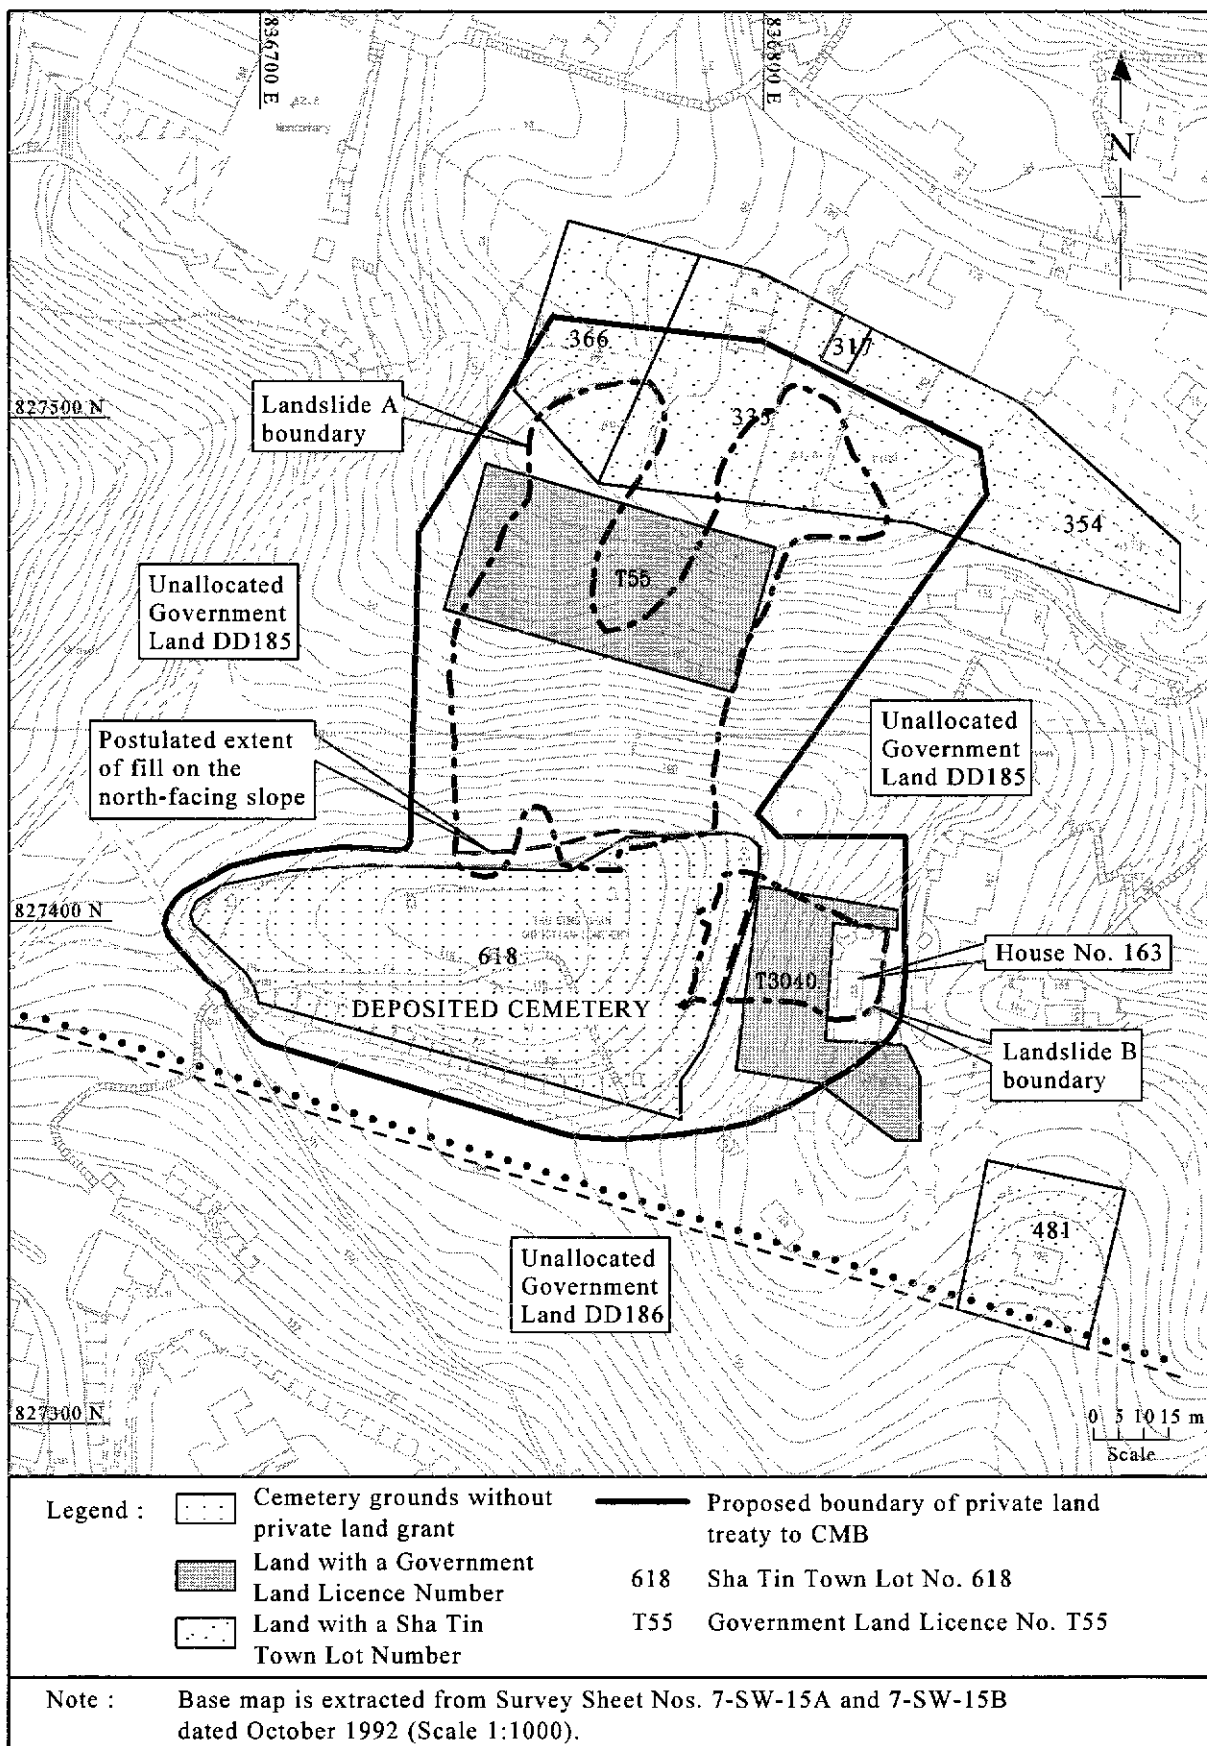 836700 E
836800 E
N
366
317
827500 N
Landslide A
boundary
335
354
T55
Unallocated
Government
Land DD185
Postulated extent
of fill on the
north-facing slope
Unallocated
Government
Land DD185
827400 N
618
DEPOSITED CEMETERY
T3040
House No. 163
Landslide B
boundary
Unallocated
Government
Land DD186
481
827300 N
0 5 10 15 m
Scale
Legend :
Cemetery grounds without
private land grant
Land with a Government
Land Licence Number
Land with a Sha Tin
Town Lot Number
Proposed boundary of private land
treaty to CMB
618 Sha Tin Town Lot No. 618
T55 Government Land Licence No. T55
Note : Base map is extracted from Survey Sheet Nos. 7-SW-15A and 7-SW-15B
dated October 1992 (Scale 1:1000).